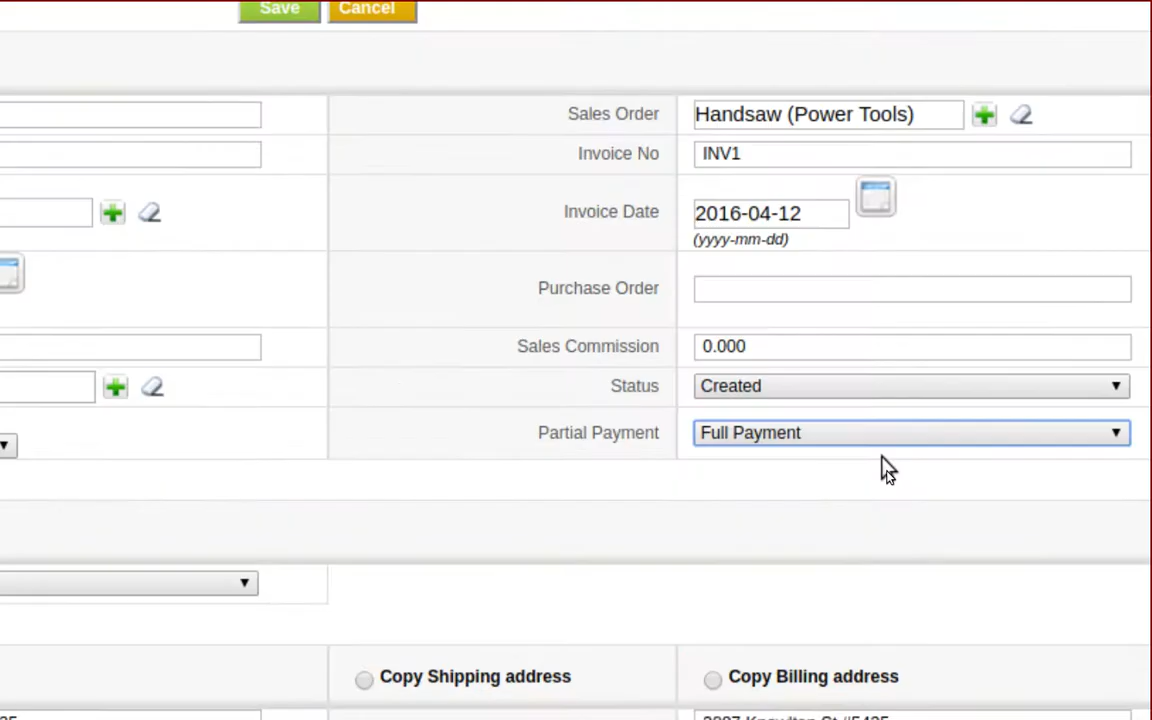 Save Cancel
Sales Order Handsaw (Power Tools)
Invoice No INV1
Invoice Date 2016-04-12
(yyyy-mm-dd)
Purchase Order
Sales Commission 0.000
Status Created
Partial Payment Full Payment
Copy Shipping address Copy Billing address